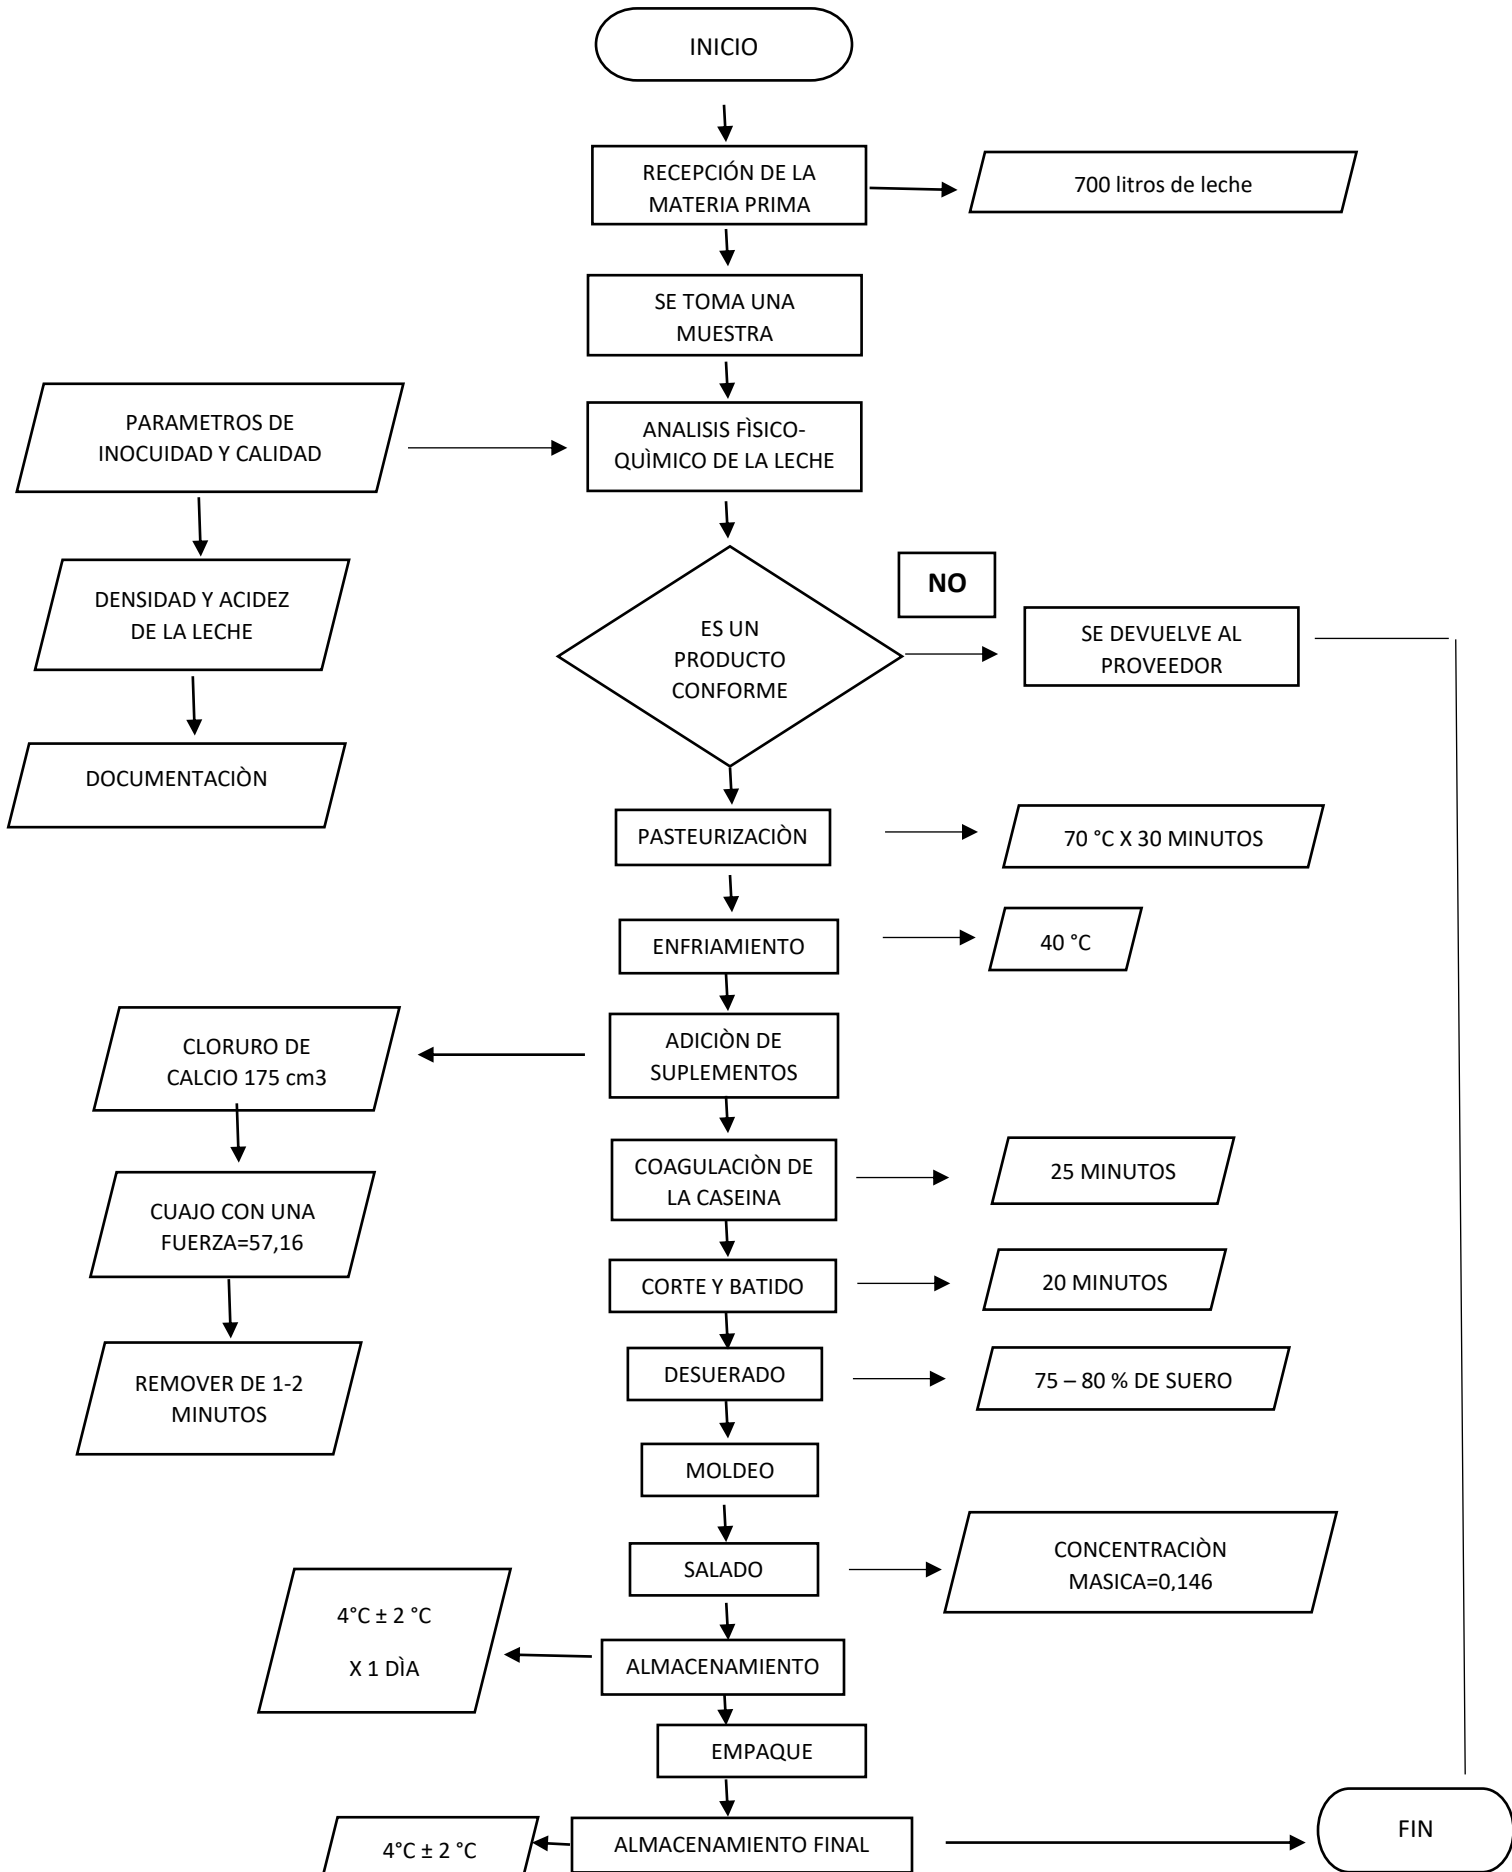 INICIO
RECEPCIÓN DE LA
MATERIA PRIMA
700 litros de leche
SE TOMA UNA
MUESTRA
PARAMETROS DE
INOCUIDAD Y CALIDAD
ANALISIS FÌSICO-
QUÌMICO DE LA LECHE
DENSIDAD Y ACIDEZ
DE LA LECHE
DOCUMENTACIÒN
ES UN
PRODUCTO
CONFORME
NO
SE DEVUELVE AL
PROVEEDOR
PASTEURIZACIÒN
70 °C X 30 MINUTOS
ENFRIAMIENTO
40 °C
ADICIÒN DE
SUPLEMENTOS
CLORURO DE
CALCIO 175 cm3
CUAJO CON UNA
FUERZA=57,16
REMOVER DE 1-2
MINUTOS
COAGULACIÒN DE
LA CASEINA
25 MINUTOS
CORTE Y BATIDO
20 MINUTOS
DESUERADO
75 – 80 % DE SUERO
MOLDEO
SALADO
CONCENTRACIÒN
MASICA=0,146
ALMACENAMIENTO
4°C ± 2 °C
X 1 DÌA
EMPAQUE
ALMACENAMIENTO FINAL
4°C ± 2 °C
FIN